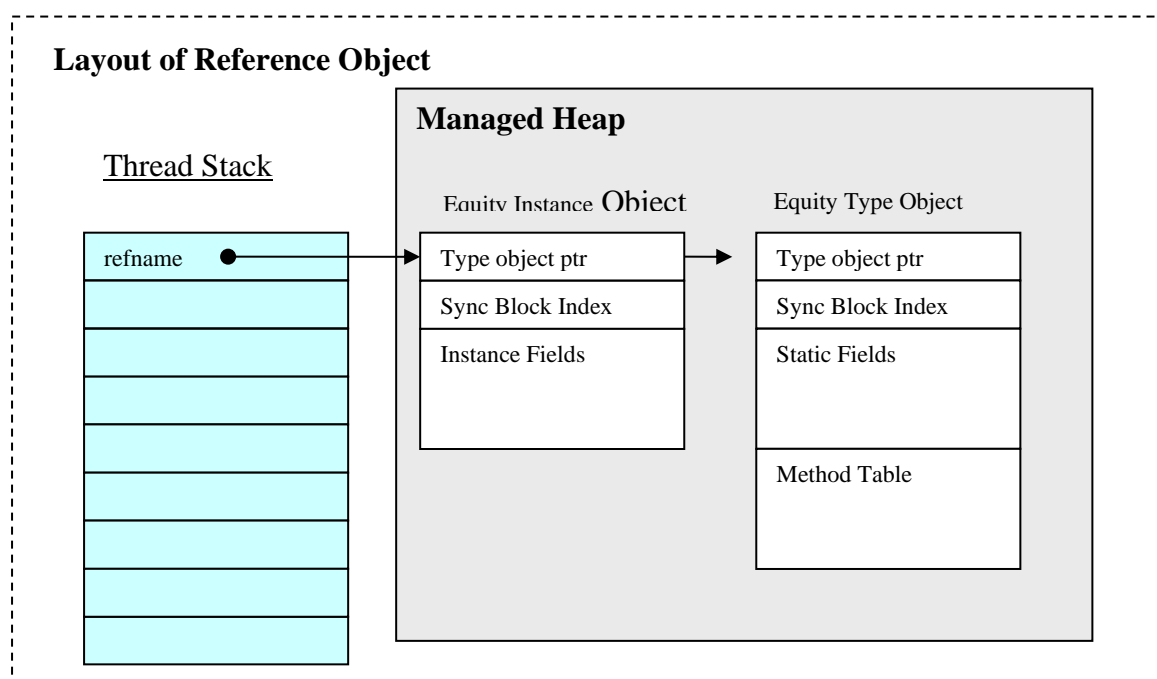 Layout of Reference Object
Managed Heap
Thread Stack
Equity Instance Object
Equity Type Object
refname
Type object ptr
Type object ptr
Sync Block Index
Sync Block Index
Instance Fields
Static Fields
Method Table